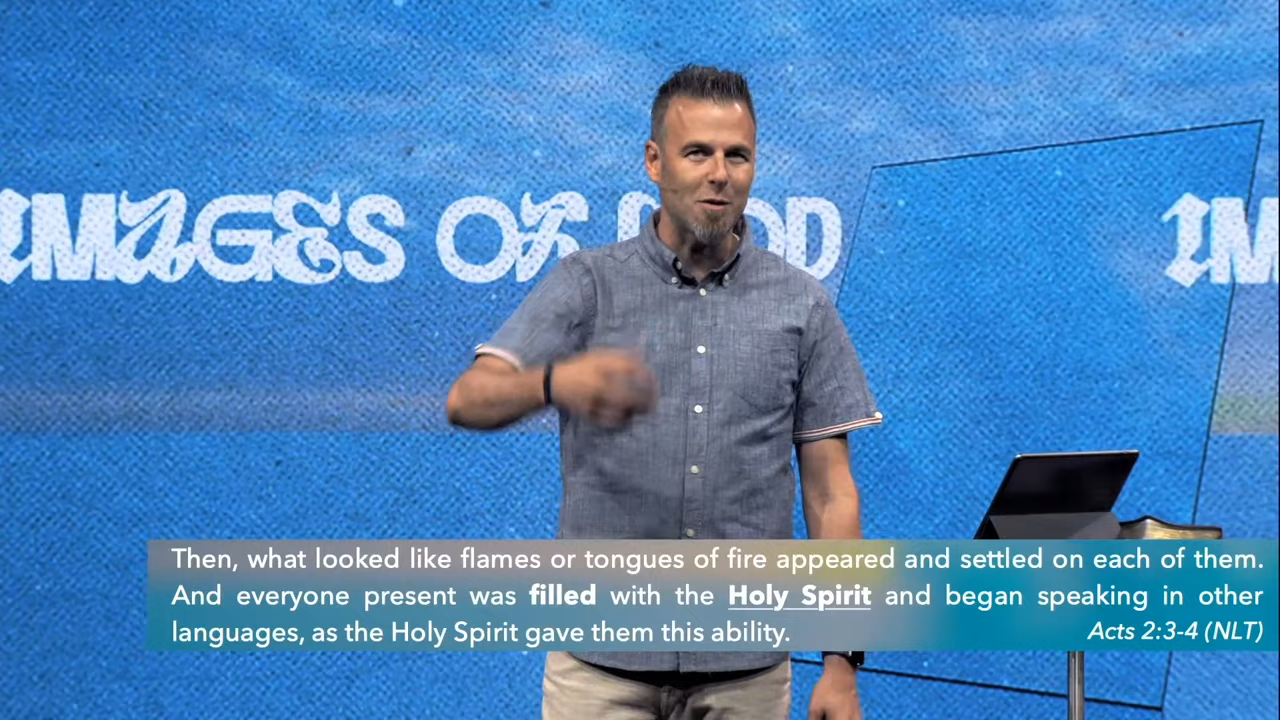 IMAGES OF
IM
Then, what looked like flames or tongues of fire appeared and settled on each of them.
And everyone present was filled with the Holy Spirit and began speaking in other
languages, as the Holy Spirit gave them this ability.
Acts 2:3-4 (NLT)